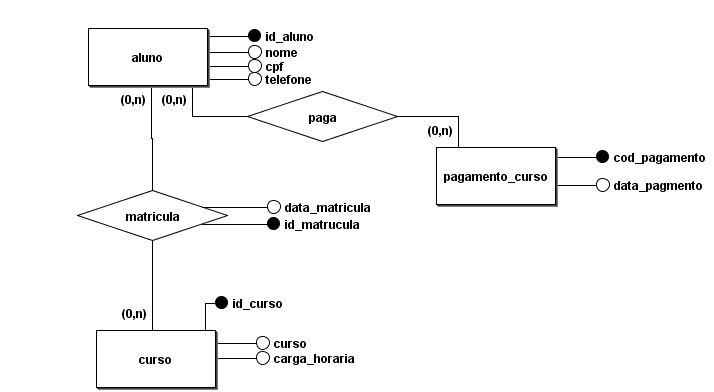 aluno
id_aluno
nome
cpf
telefone
(0,n)
(0,n)
paga
(0,n)
pagamento_curso
cod_pagamento
data_pagmento
matricula
data_matricula
id_matrucula
(0,n)
id_curso
curso
curso
carga_horaria